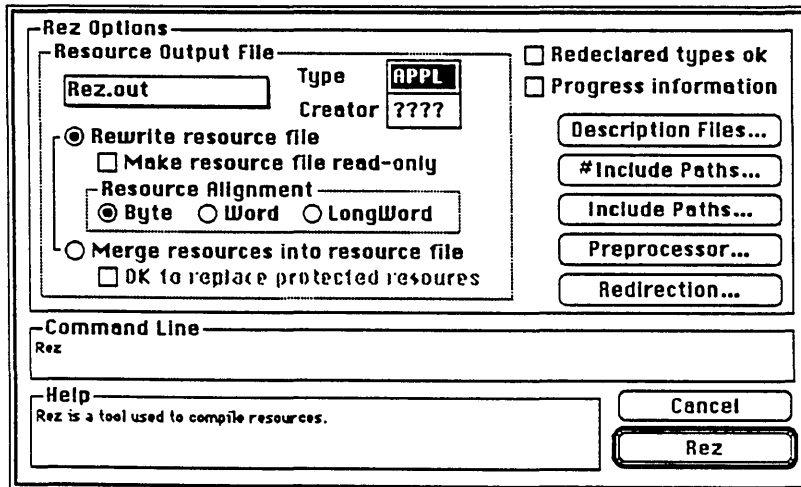 Rez Options
Resource Output File
Rez.out
Type APPL
Creator ????
Rewrite resource file
Make resource file read-only
Resource Alignment
Byte Word LongWord
Merge resources into resource file
OK to replace protected resoures
Redeclared types ok
Progress information
Description Files...
#Include Paths...
Include Paths...
Preprocessor...
Redirection...
Command Line
Rez
Help
Rez is a tool used to compile resources.
Cancel
Rez